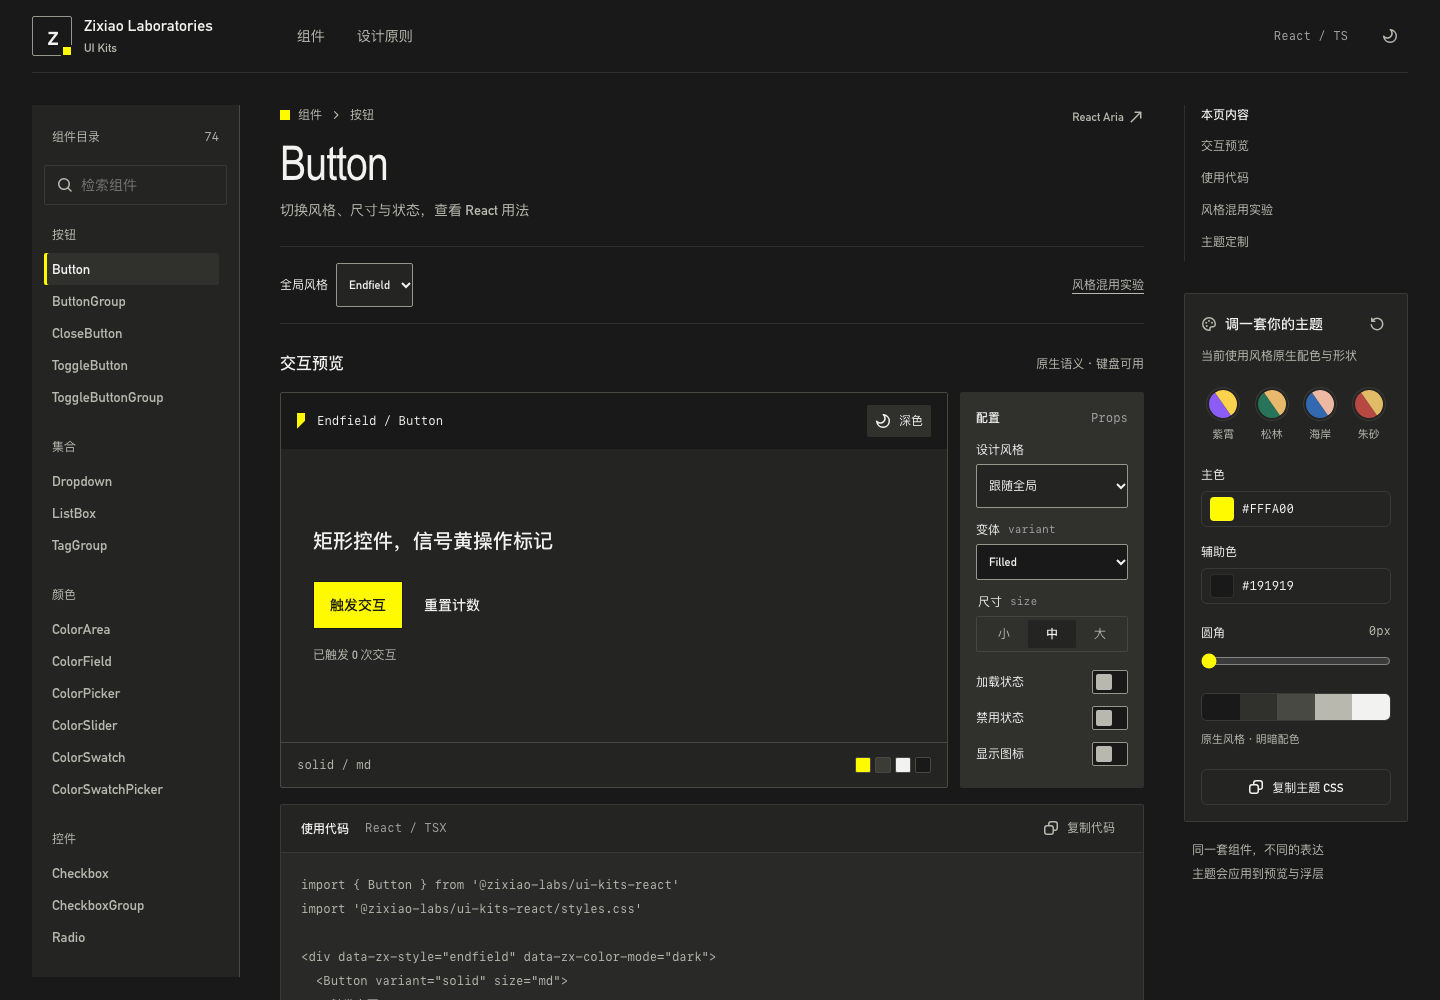 Z
Zixiao Laboratories
UI Kits
组件
设计原则
React / TS
组件目录 74
检索组件
按钮
Button
ButtonGroup
CloseButton
ToggleButton
ToggleButtonGroup
集合
Dropdown
ListBox
TagGroup
颜色
ColorArea
ColorField
ColorPicker
ColorSlider
ColorSwatch
ColorSwatchPicker
控件
Checkbox
CheckboxGroup
Radio
组件 > 按钮
React Aria
Button
切换风格、尺寸与状态，查看 React 用法
全局风格 Endfield
风格混用实验
交互预览
原生语义 · 键盘可用
Endfield / Button
深色
矩形控件，信号黄操作标记
触发交互 重置计数
已触发 0 次交互
solid / md
配置 Props
设计风格
跟随全局
变体 variant
Filled
尺寸 size
小 中 大
加载状态
禁用状态
显示图标
使用代码 React / TSX
复制代码
import { Button } from '@zixiao-labs/ui-kits-react'
import '@zixiao-labs/ui-kits-react/styles.css'
<div data-zx-style="endfield" data-zx-color-mode="dark">
<Button variant="solid" size="md">
本页内容
交互预览
使用代码
风格混用实验
主题定制
调一套你的主题
当前使用风格原生配色与形状
紫霄 松林 海岸 朱砂
主色
#FFFA00
辅助色
#191919
圆角 0px
原生风格 · 明暗配色
复制主题 CSS
同一套组件，不同的表达
主题会应用到预览与浮层